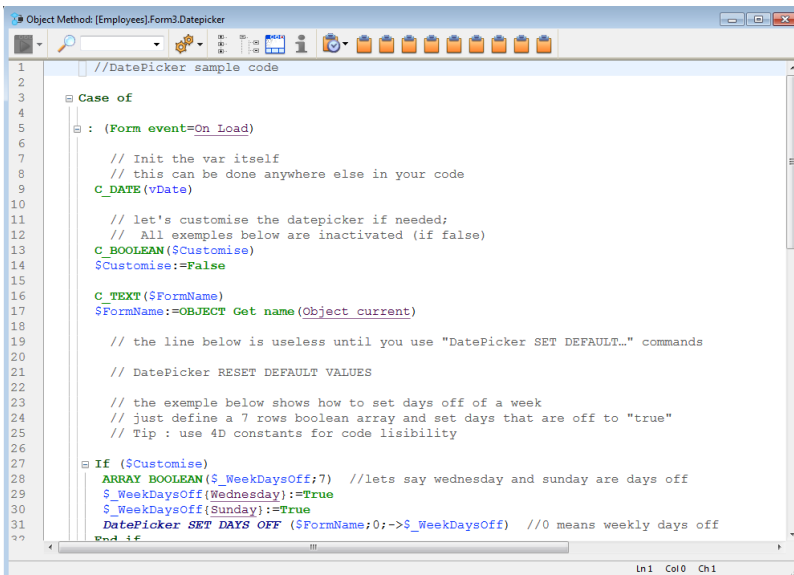 Object Method: [Employees].Form3.Datepicker
1 //DatePicker sample code
2
3 Case of
4
5 : (Form event=On Load)
6
7 // Init the var itself
8 // this can be done anywhere else in your code
9 C_DATE(vDate)
10
11 // let's customise the datepicker if needed;
12 // All exemples below are inactivated (if false)
13 C_BOOLEAN($Customise)
14 $Customise:=False
15
16 C_TEXT($FormName)
17 $FormName:=OBJECT Get name(Object current)
18
19 // the line below is useless until you use "DatePicker SET DEFAULT…" commands
20
21 // DatePicker RESET DEFAULT VALUES
22
23 // the exemple below shows how to set days off of a week
24 // just define a 7 rows boolean array and set days that are off to "true"
25 // Tip : use 4D constants for code lisibility
26
27 If ($Customise)
28 ARRAY BOOLEAN($_WeekDaysOff;7) //lets say wednesday and sunday are days off
29 $_WeekDaysOff{Wednesday}:=True
30 $_WeekDaysOff{Sunday}:=True
31 DatePicker SET DAYS OFF ($FormName;0;->$_WeekDaysOff) //0 means weekly days off
32 End if
Ln 1 Col 0 Ch 1